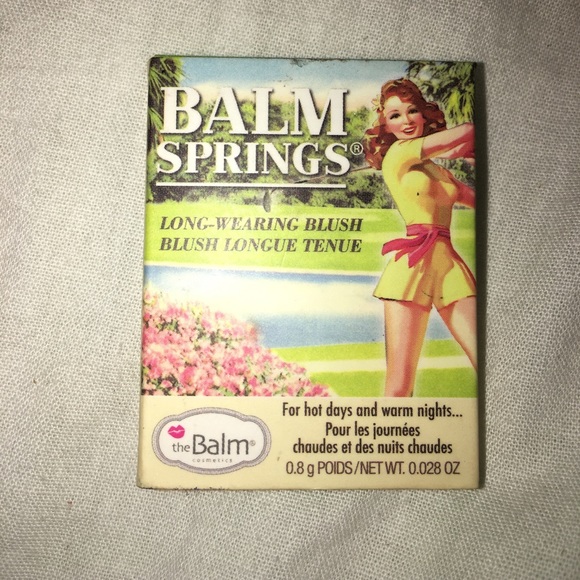 BALM
SPRINGS®
LONG-WEARING BLUSH
BLUSH LONGUE TENUE
For hot days and warm nights...
Pour les journées
chaudes et des nuits chaudes
0.8 g POIDS/NET WT. 0.028 OZ
theBalm®
cosmetics